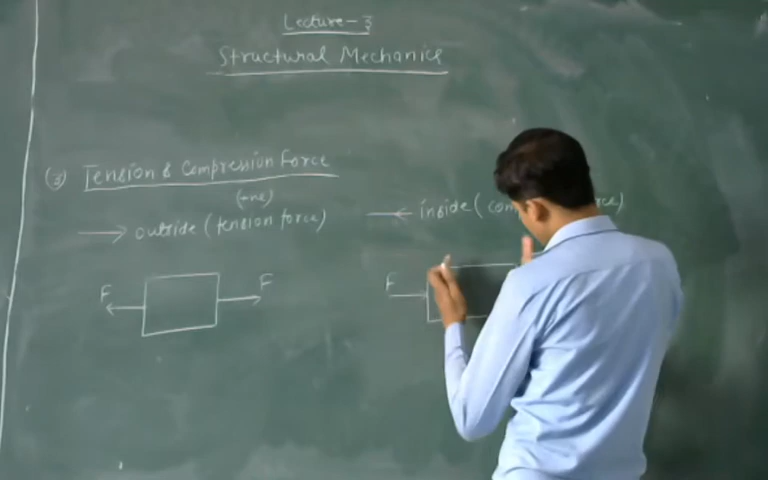 Lecture-3
Structural Mechanics
(3) Tension & Compression Force
(+ve)
→ outside (tension force)
← inside (
F F
F